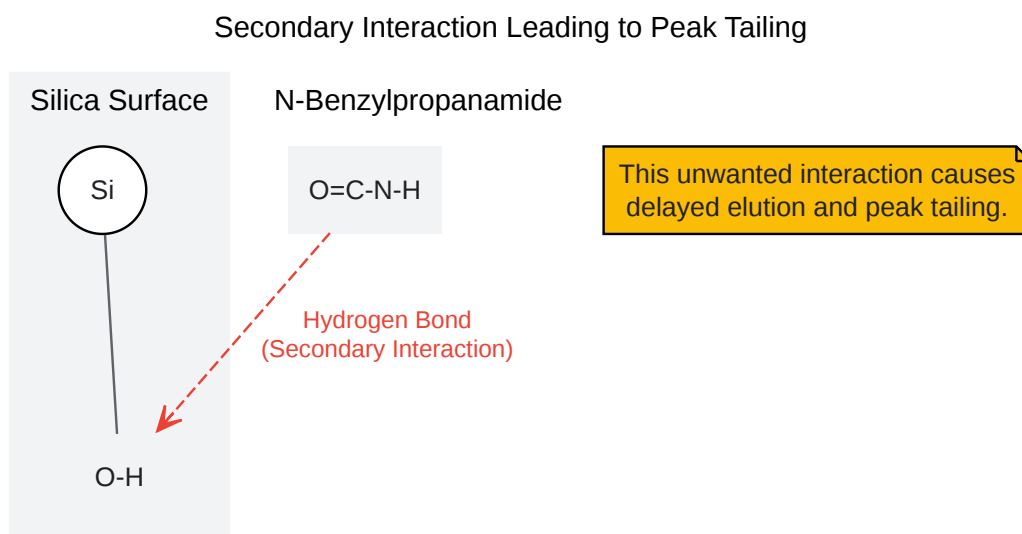 Secondary Interaction Leading to Peak Tailing
Silica Surface
Si
O-H
N-Benzylpropanamide
O=C-N-H
Hydrogen Bond
(Secondary Interaction)
This unwanted interaction causes
delayed elution and peak tailing.